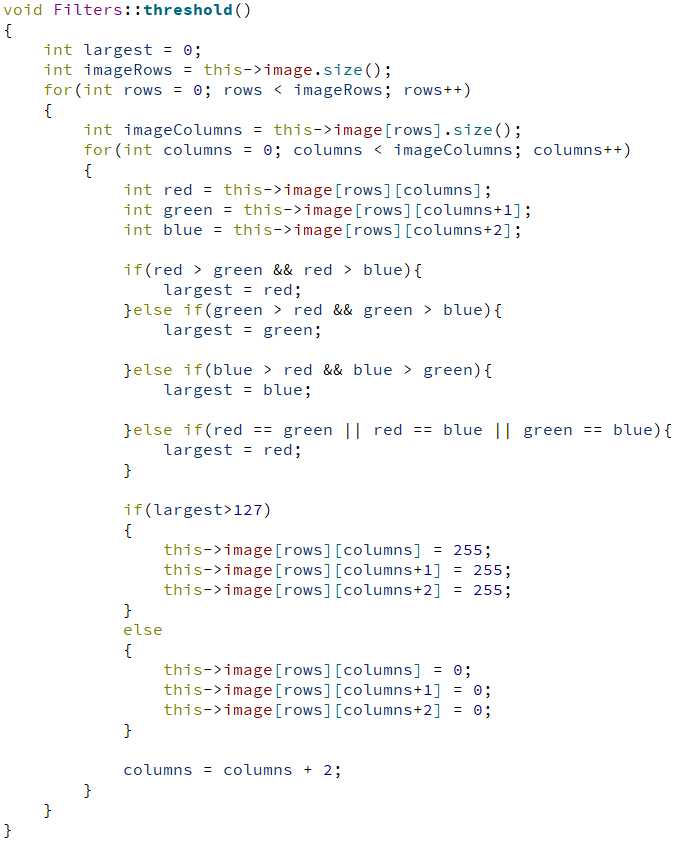 void Filters::threshold()
{
    int largest = 0;
    int imageRows = this->image.size();
    for(int rows = 0; rows < imageRows; rows++)
    {
        int imageColumns = this->image[rows].size();
        for(int columns = 0; columns < imageColumns; columns++)
        {
            int red = this->image[rows][columns];
            int green = this->image[rows][columns+1];
            int blue = this->image[rows][columns+2];

            if(red > green && red > blue){
                largest = red;
            }else if(green > red && green > blue){
                largest = green;

            }else if(blue > red && blue > green){
                largest = blue;

            }else if(red == green || red == blue || green == blue){
                largest = red;
            }

            if(largest>127)
            {
                this->image[rows][columns] = 255;
                this->image[rows][columns+1] = 255;
                this->image[rows][columns+2] = 255;
            }
            else
            {
                this->image[rows][columns] = 0;
                this->image[rows][columns+1] = 0;
                this->image[rows][columns+2] = 0;
            }

            columns = columns + 2;
        }
    }
}